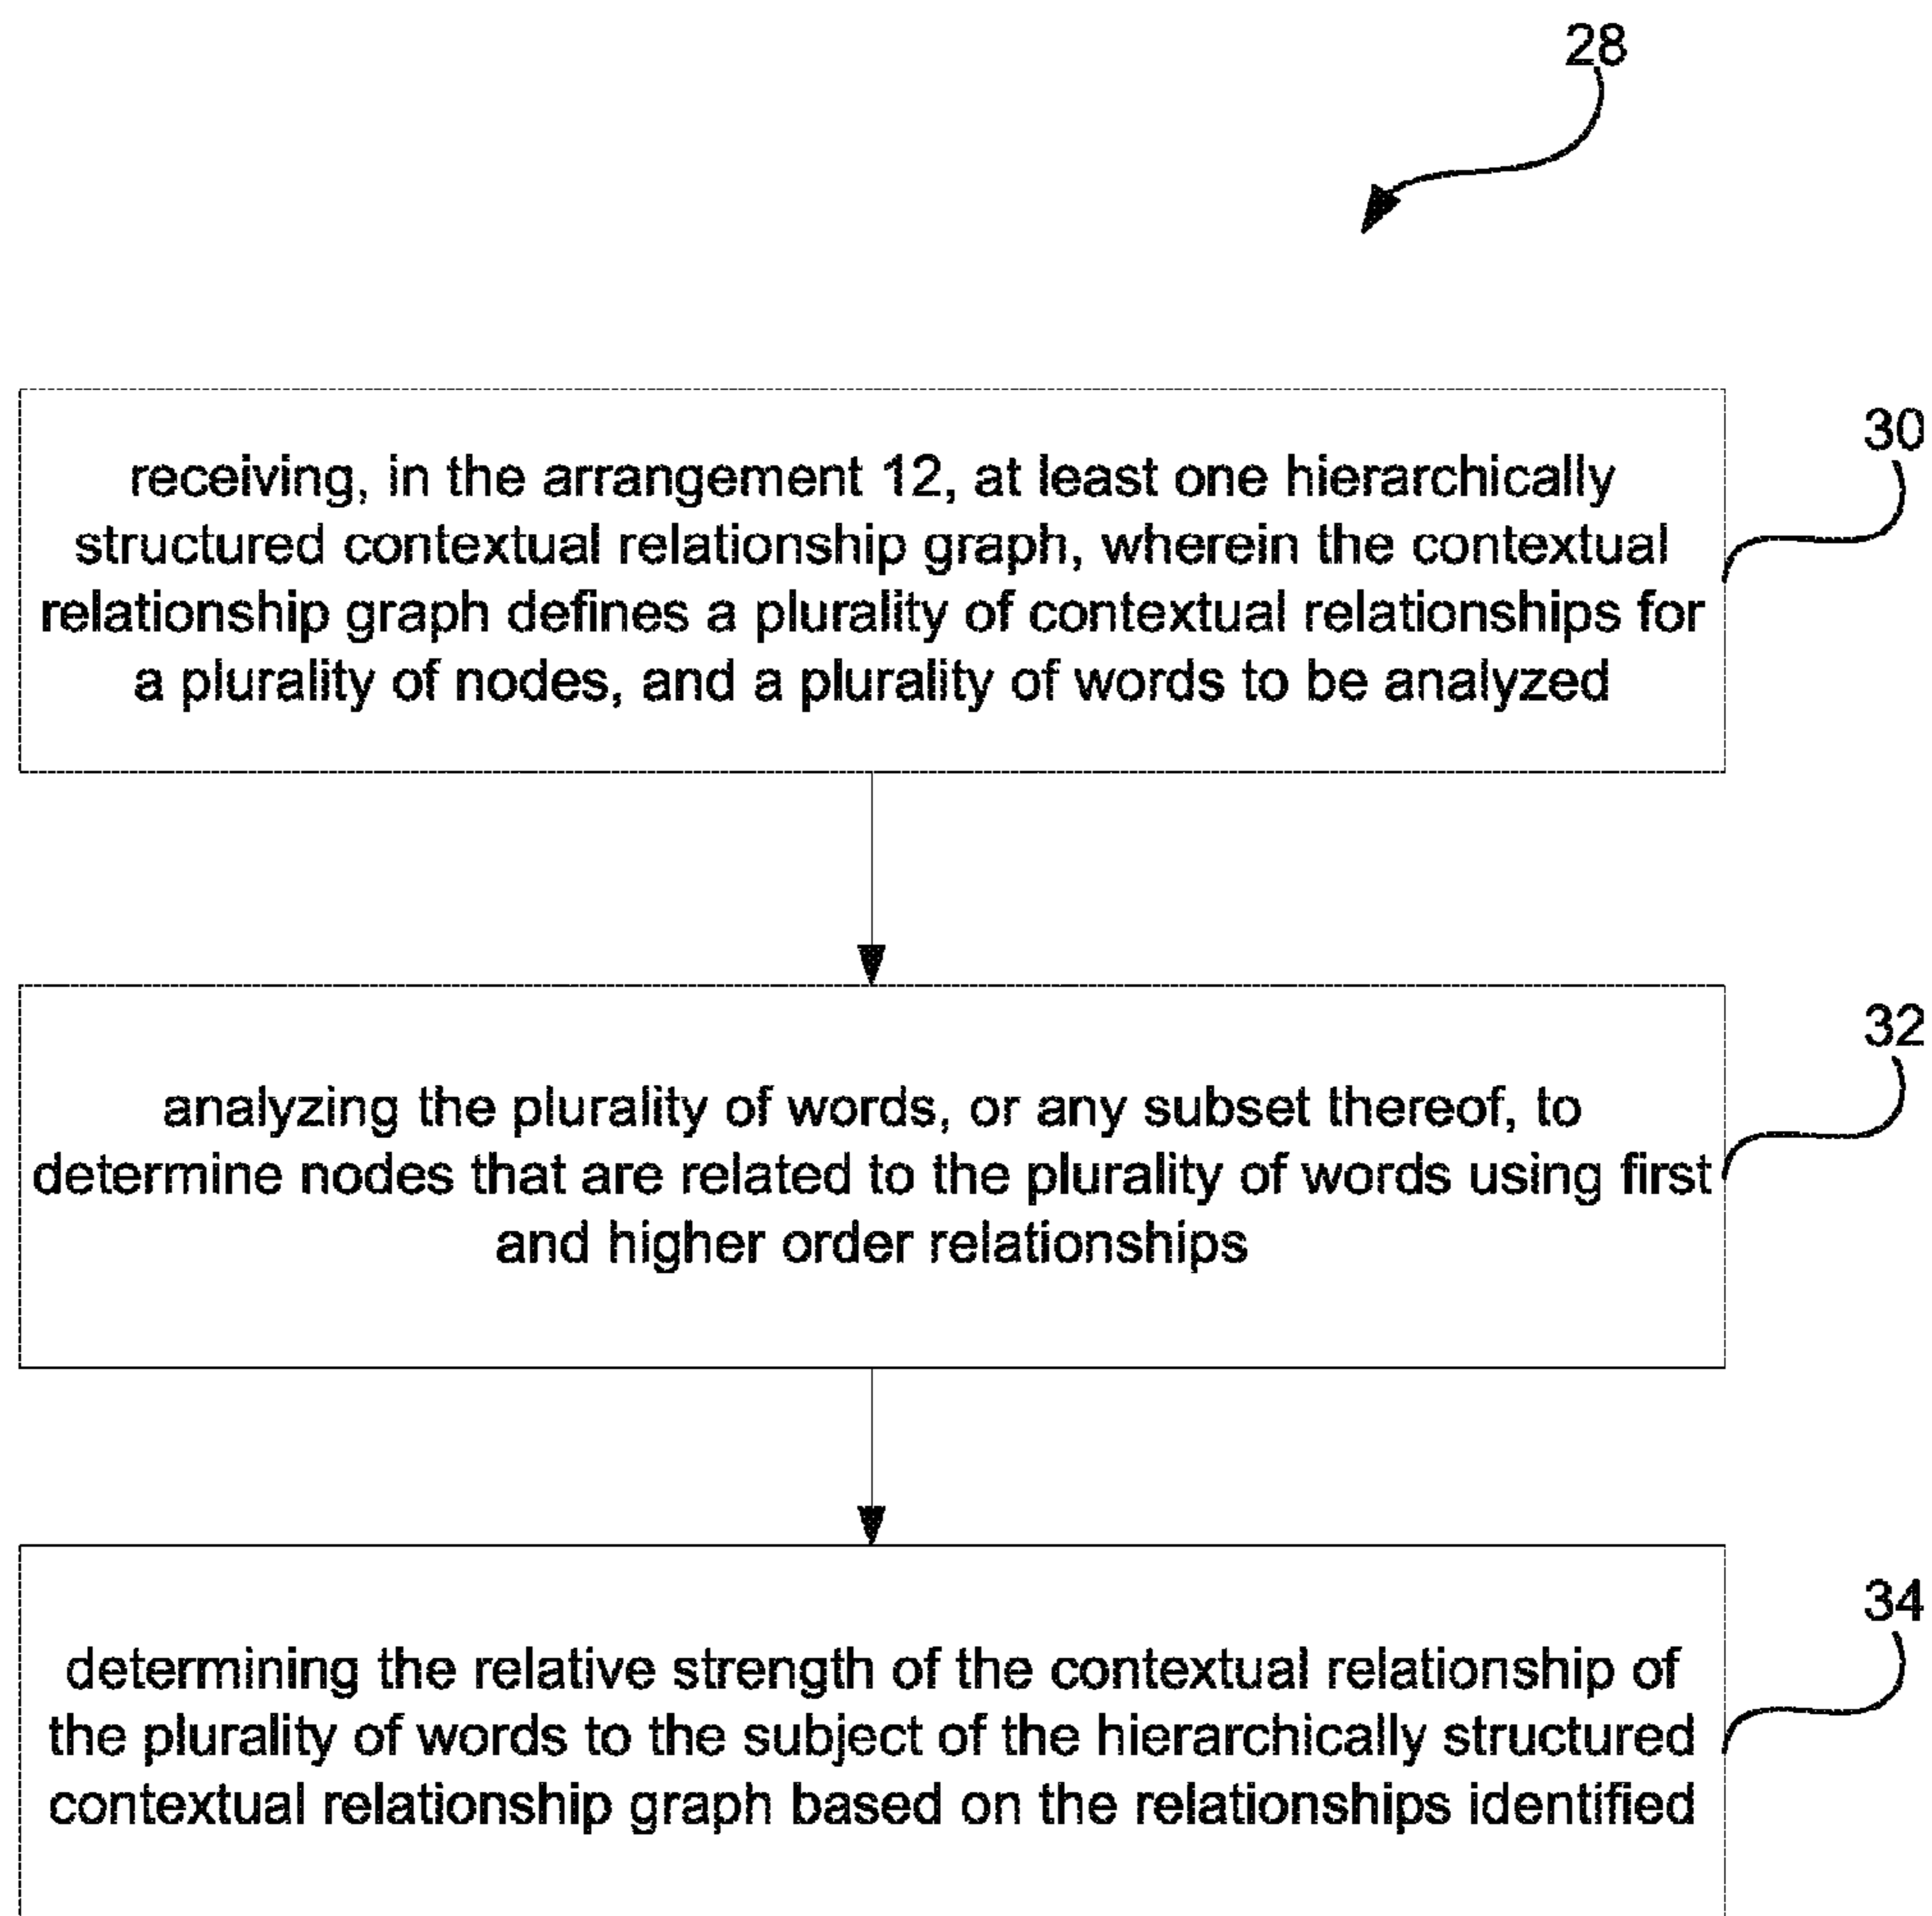 28
30
receiving, in the arrangement 12, at least one hierarchically
structured contextual relationship graph, wherein the contextual
relationship graph defines a plurality of contextual relationships for
a plurality of nodes, and a plurality of words to be analyzed
32
analyzing the plurality of words, or any subset thereof, to
determine nodes that are related to the plurality of words using first
and higher order relationships
34
determining the relative strength of the contextual relationship of
the plurality of words to the subject of the hierarchically structured
contextual relationship graph based on the relationships identified